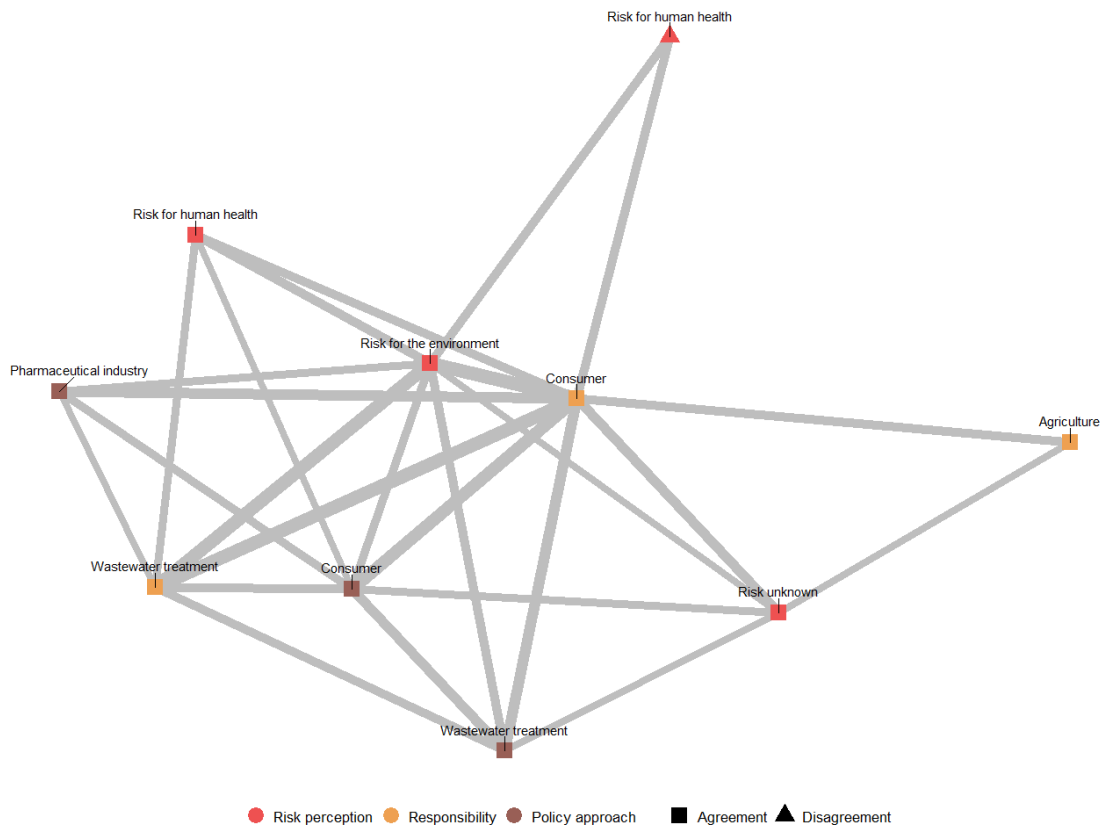 Risk for human health
Risk for human health
Risk for the environment
Pharmaceutical industry
Consumer
Agriculture
Wastewater treatment
Consumer
Risk unknown
Wastewater treatment
Risk perception
Responsibility
Policy approach
Agreement
Disagreement